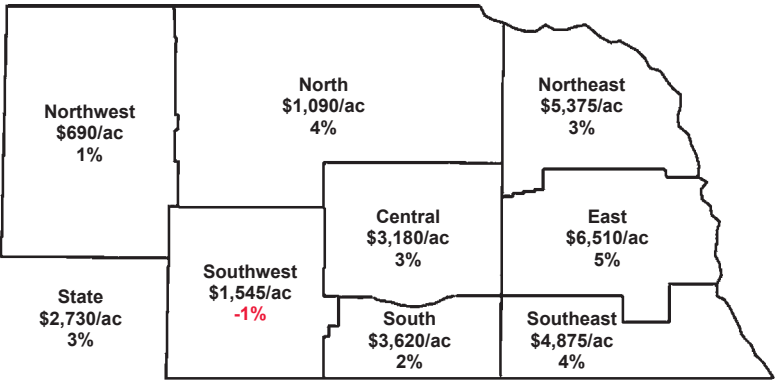 Northwest
$690/ac
1%
North
$1,090/ac
4%
Northeast
$5,375/ac
3%
Central
$3,180/ac
3%
East
$6,510/ac
5%
State
$2,730/ac
3%
Southwest
$1,545/ac
-1%
South
$3,620/ac
2%
Southeast
$4,875/ac
4%